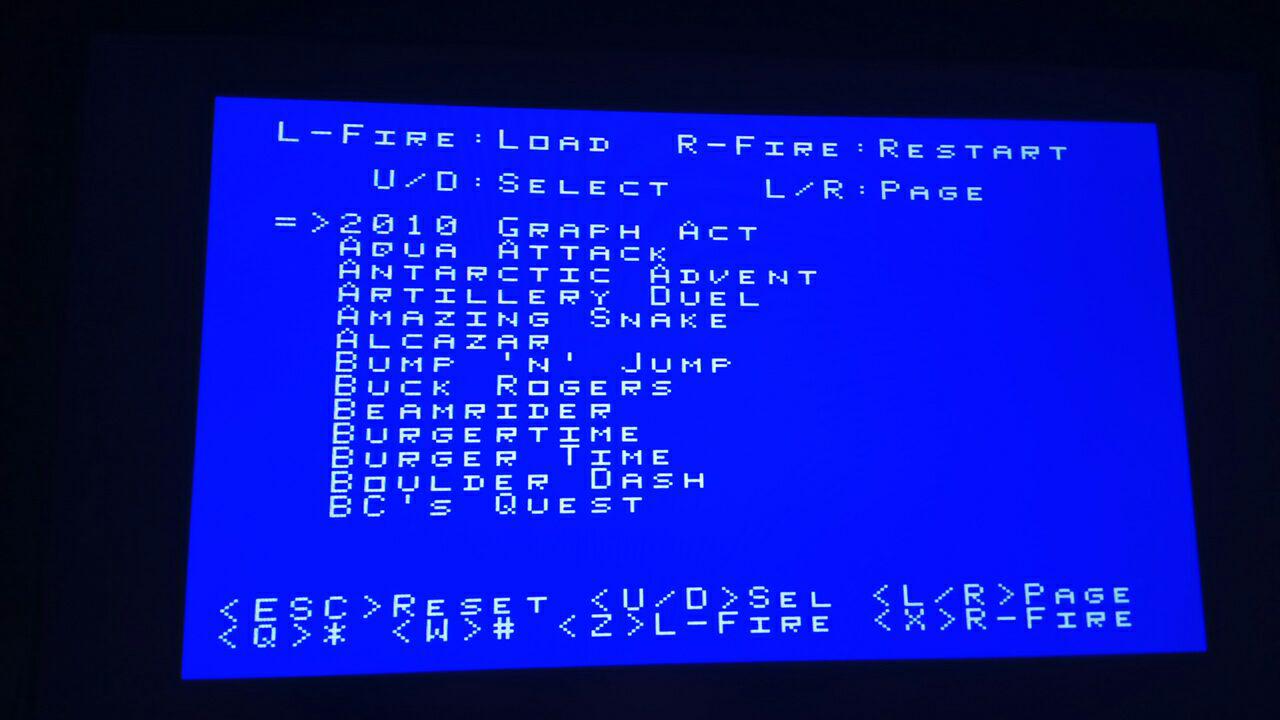 L-Fire:Load R-Fire:Restart
U/D:Select L/R:Page
=>2010 Graph Act
Aqua Attack
Antarctic Advent
Artillery Duel
Amazing Snake
Alcazar
Bump 'n' Jump
Buck Rogers
Beamrider
Burgertime
Burger Time
Boulder Dash
BC's Quest
<ESC>Reset <U/D>Sel <L/R>Page
<Q>* <W># <Z>L-Fire <X>R-Fire